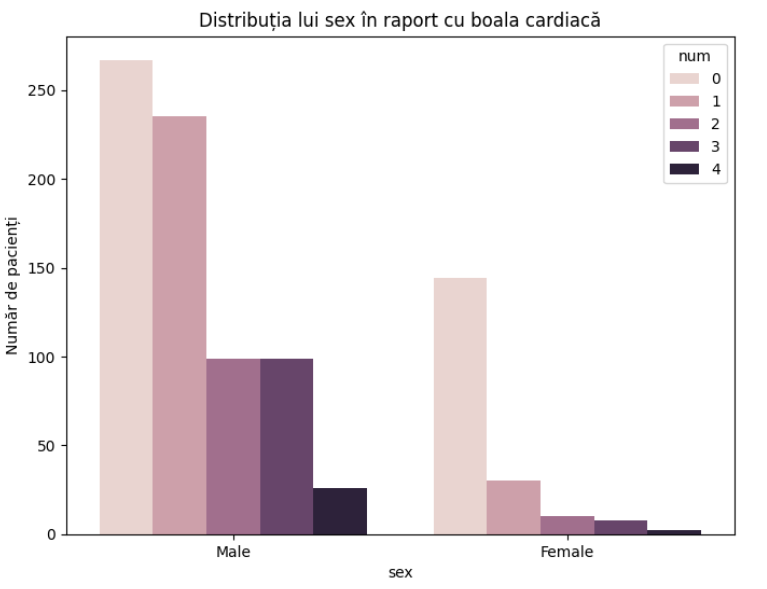 Distribuția lui sex în raport cu boala cardiacă
num
0
1
2
3
4
Număr de pacienți
250
200
150
100
50
0
Male Female
sex